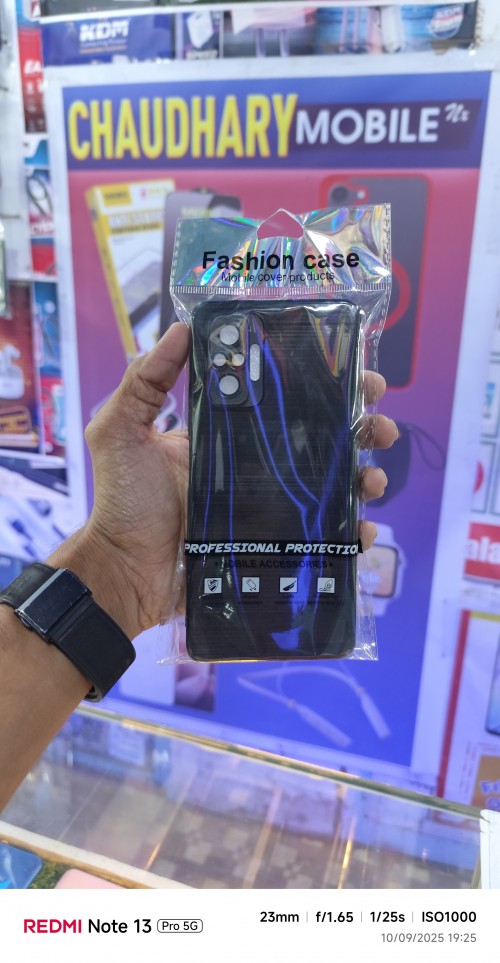 KDM
CHAUDHARY MOBILE Nx
Fashion case
Mobile cover products
PROFESSIONAL PROTECTIO
MOBILE ACCESSORIES
REDMI Note 13 Pro 5G
23mm | f/1.65 | 1/25s | ISO1000
10/09/2025 19:25